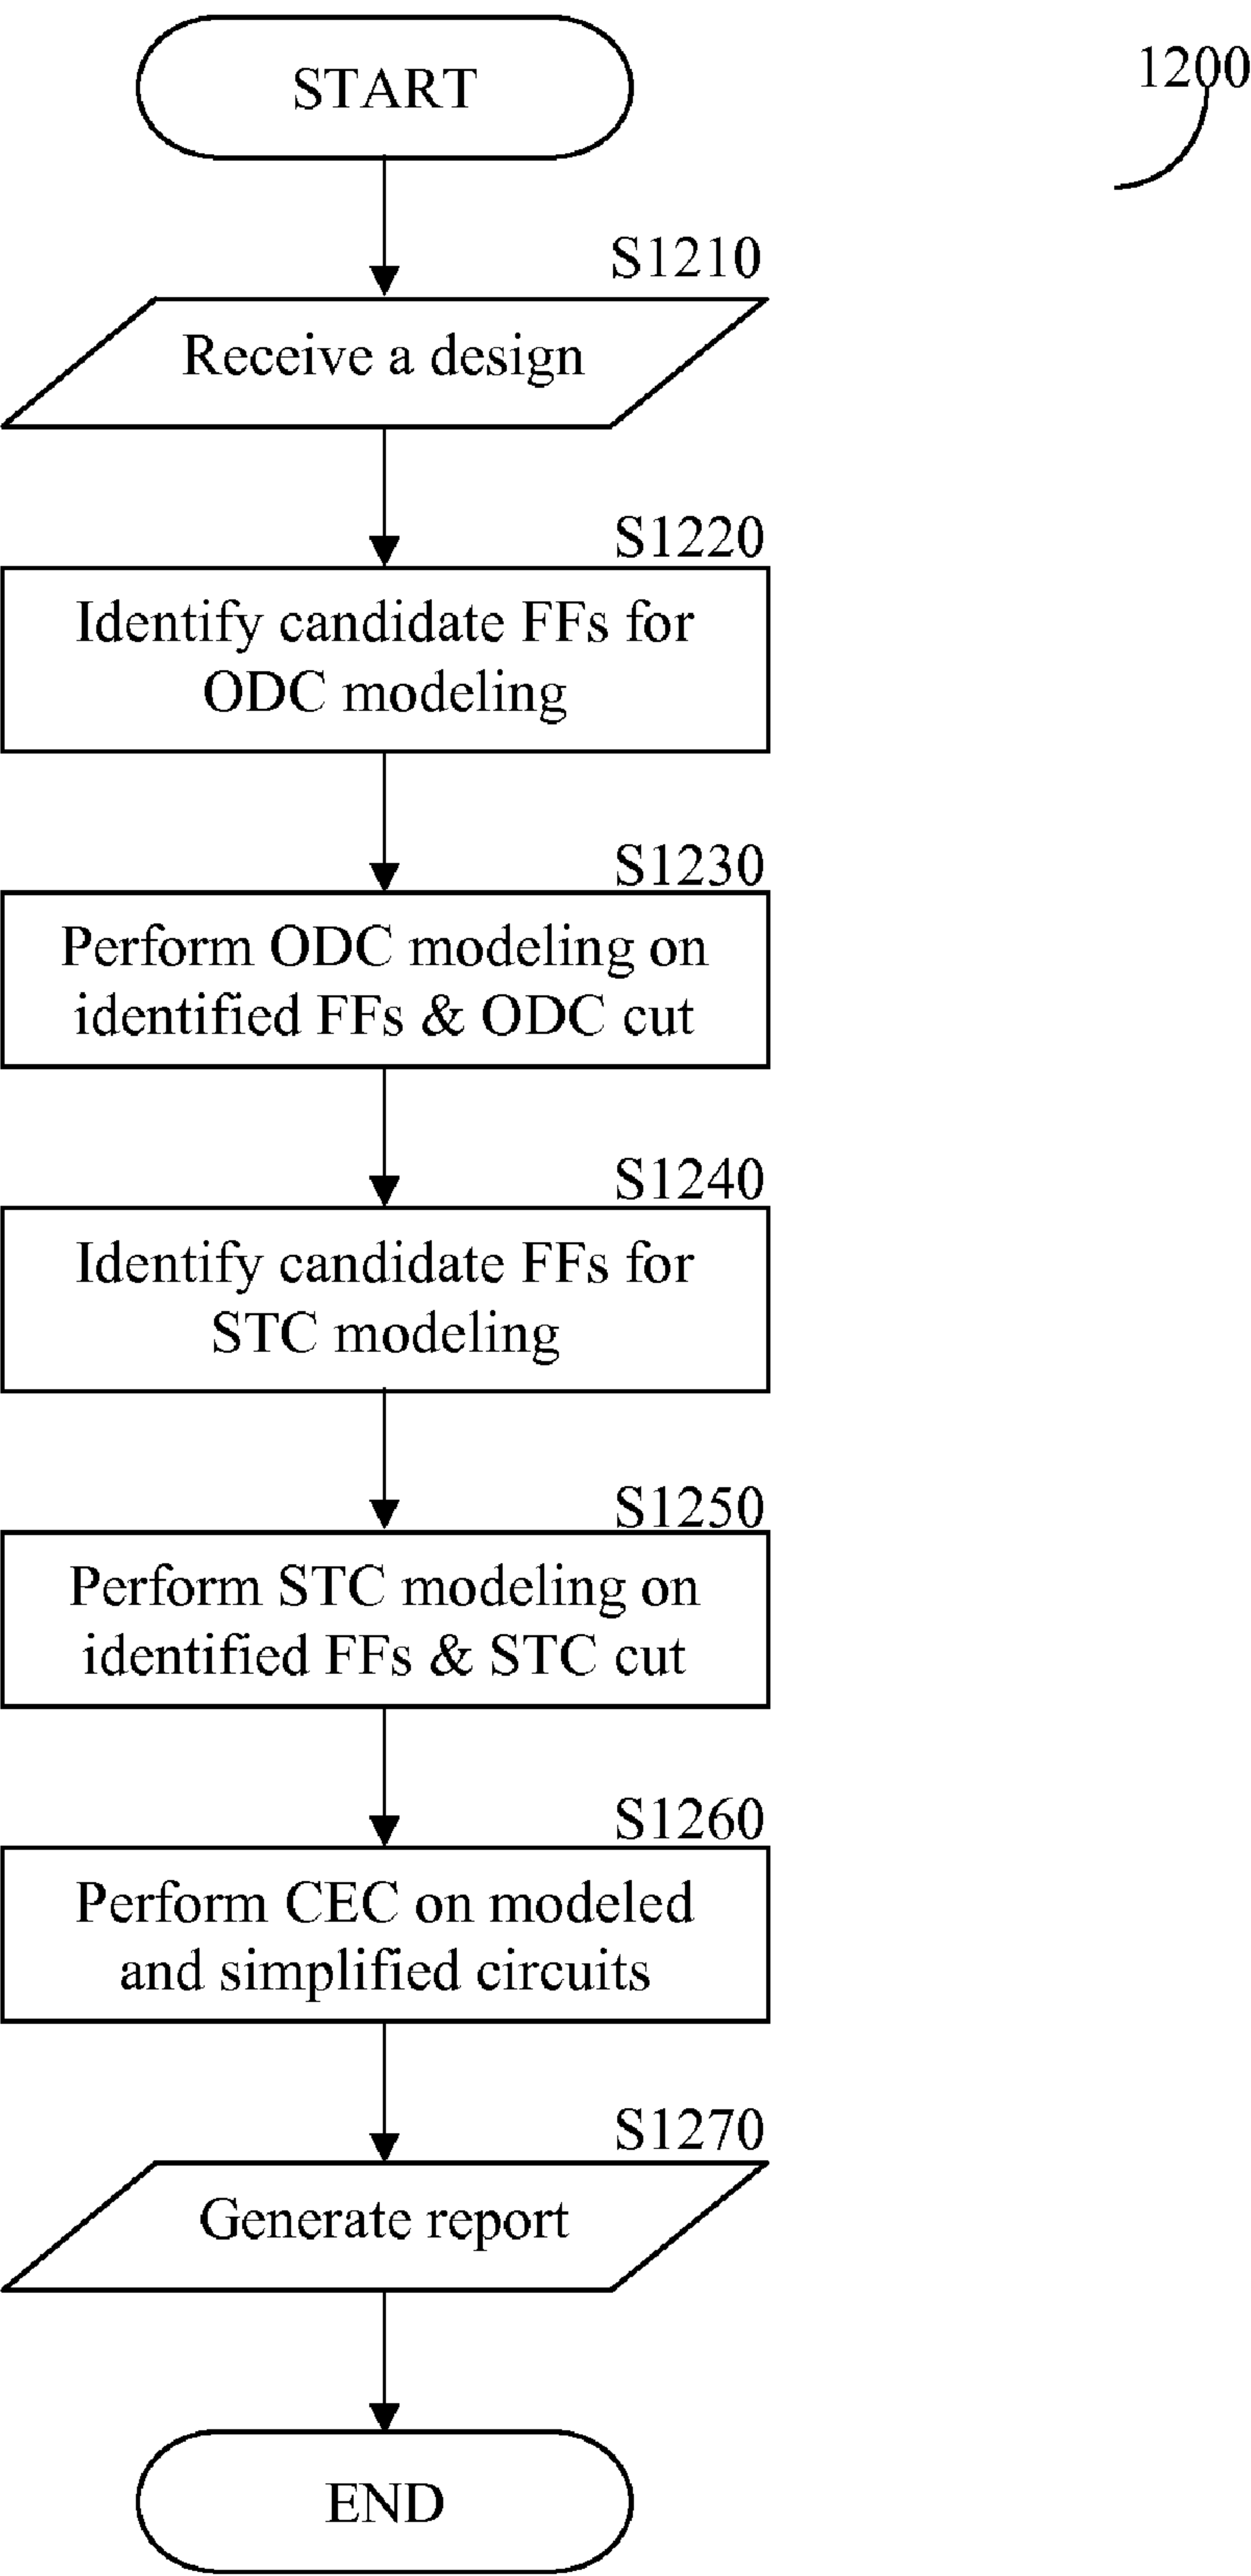 START
1200
S1210
Receive a design
S1220
Identify candidate FFs for
ODC modeling
S1230
Perform ODC modeling on
identified FFs & ODC cut
S1240
Identify candidate FFs for
STC modeling
S1250
Perform STC modeling on
identified FFs & STC cut
S1260
Perform CEC on modeled
and simplified circuits
S1270
Generate report
END